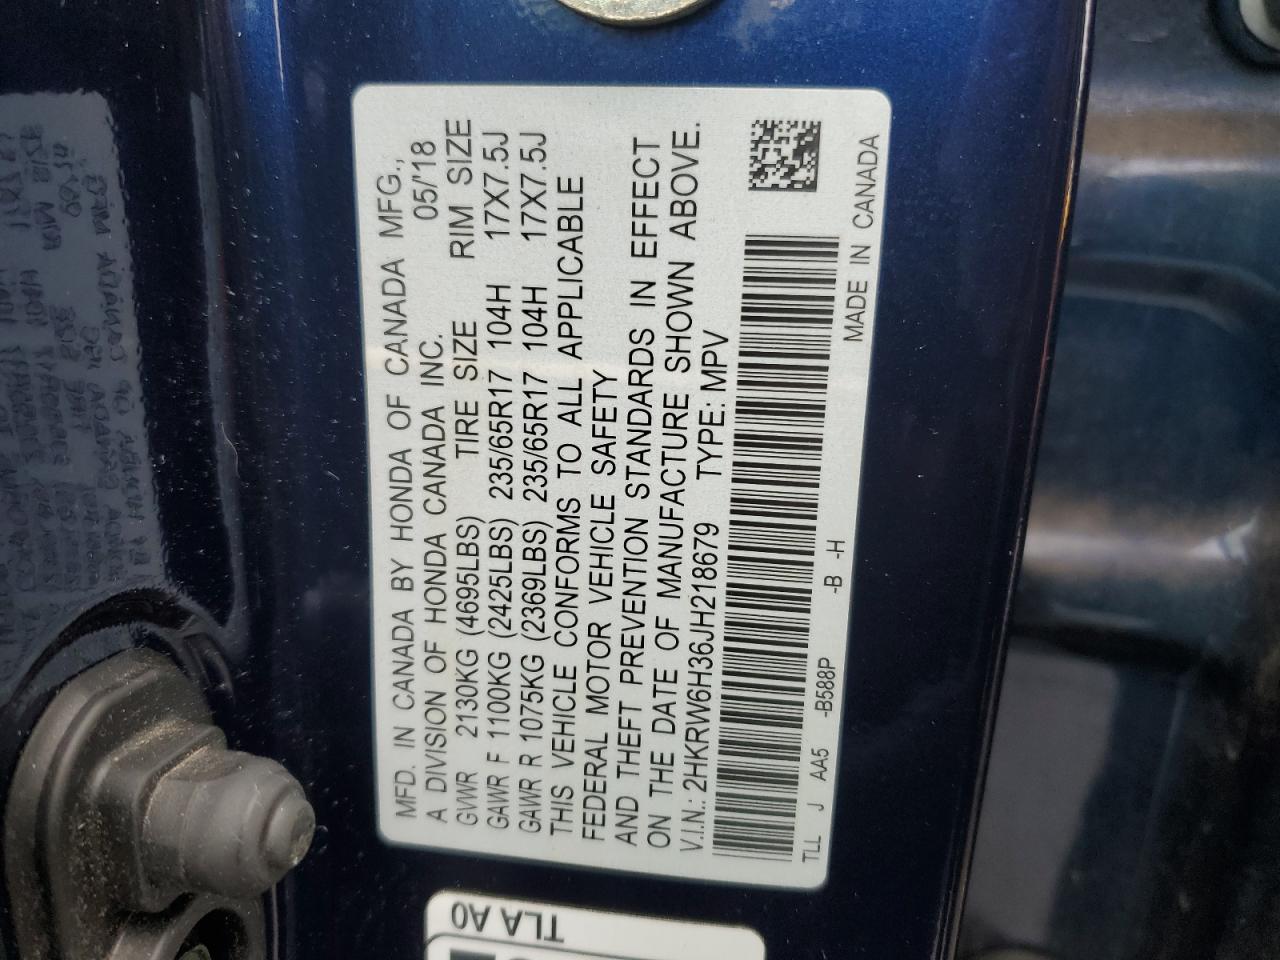 MFD. IN CANADA BY HONDA OF CANADA MFG.,
A DIVISION OF HONDA CANADA INC. 05/'18
GVWR 2130KG (4695LBS) TIRE SIZE RIM SIZE
GAWR F 1100KG (2425LBS) 235/65R17 104H 17X7.5J
GAWR R 1075KG (2369LBS) 235/65R17 104H 17X7.5J
THIS VEHICLE CONFORMS TO ALL APPLICABLE
FEDERAL MOTOR VEHICLE SAFETY
AND THEFT PREVENTION STANDARDS IN EFFECT
ON THE DATE OF MANUFACTURE SHOWN ABOVE.
V.I.N.: 2HKRW6H36JH218679 TYPE: MPV
TLL J AA5 -B588P -B -H
MADE IN CANADA
TLA A0